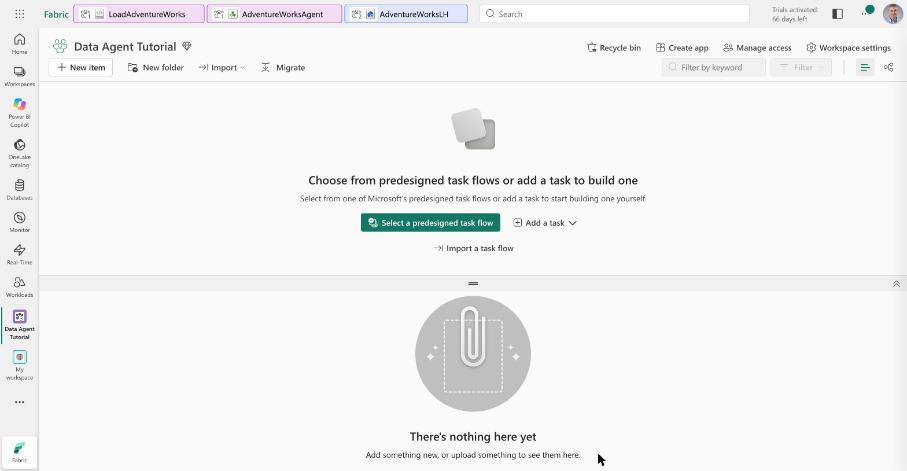 Fabric
LoadAdventureWorks
AdventureWorksAgent
AdventureWorksLH
Search
Trials activated:
66 days left
Home
Workspaces
Power BI
Copilot
OneLake
catalog
Databases
Monitor
Real-Time
Workloads
Data Agent
Tutorial
My
workspace
Fabric
Data Agent Tutorial
Recycle bin
Create app
Manage access
Workspace settings
New item
New folder
Import
Migrate
Filter by keyword
Filter
Choose from predesigned task flows or add a task to build one
Select from one of Microsoft's predesigned task flows or add a task to start building one yourself.
Select a predesigned task flow
Add a task
Import a task flow
There's nothing here yet
Add something new, or upload something to see them here.